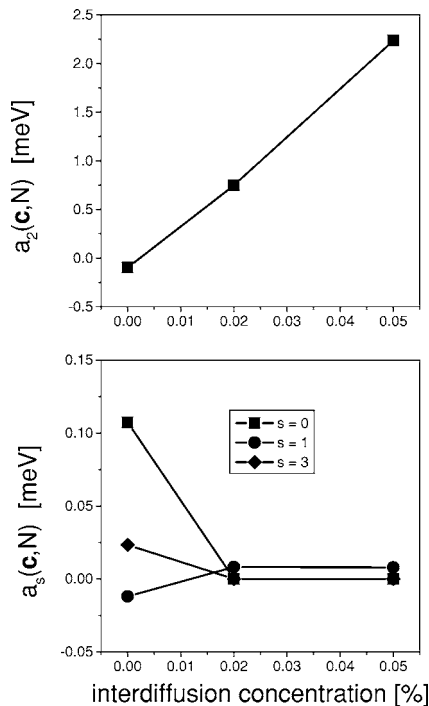 2.5
2.0
1.5
1.0
0.5
0.0
-0.5
a2(c,N) [meV]
0.00 0.01 0.02 0.03 0.04 0.05
0.15
0.10
0.05
0.00
-0.05
as(c,N) [meV]
s = 0
s = 1
s = 3
0.00 0.01 0.02 0.03 0.04 0.05
interdiffusion concentration [%]